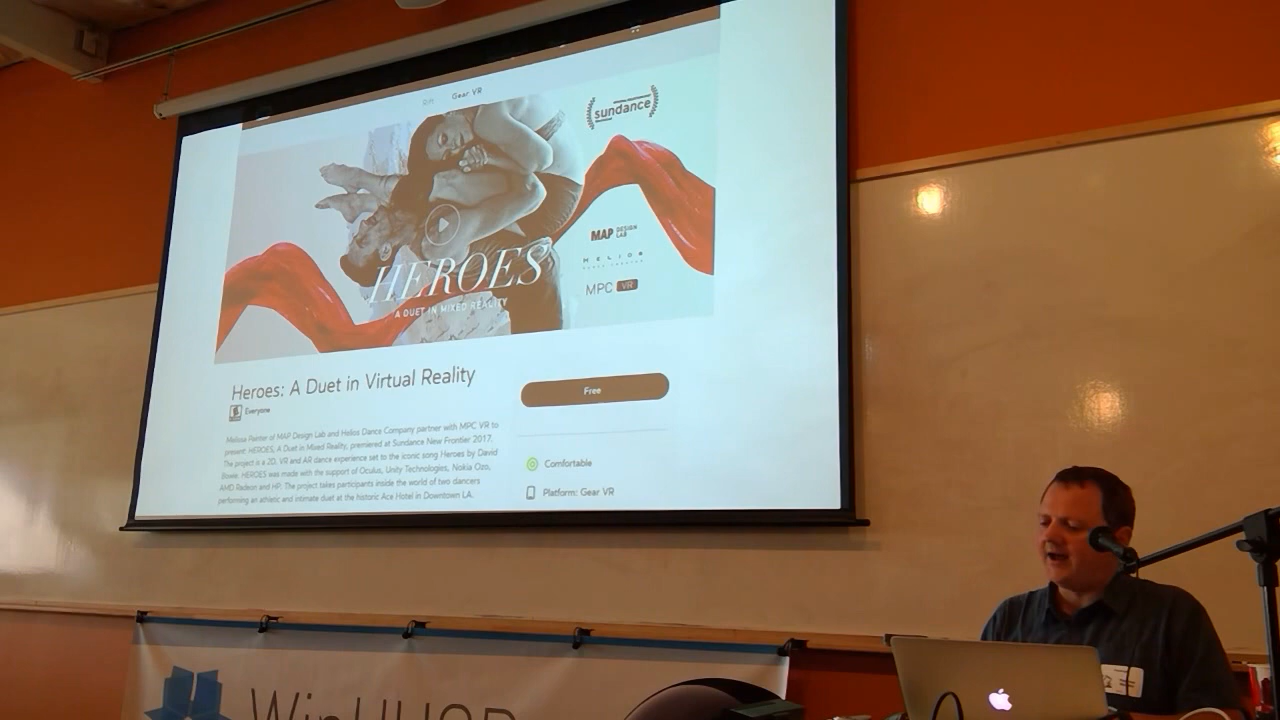 Rift Gear VR
sundance
MAP DESIGN
LAB
HELIOS
DANCE THEATER
MPC VR
HEROES
A DUET IN MIXED REALITY
Heroes: A Duet in Virtual Reality
Free
Everyone
Melissa Painter of MAP Design Lab and Helios Dance Company partner with MPC VR to
present: HEROES, A Duet in Mixed Reality, premiered at Sundance New Frontier 2017.
The project is a 2D, VR and AR dance experience set to the iconic song Heroes by David
Bowie. HEROES was made with the support of Oculus, Unity Technologies, Nokia Ozo,
AMD Radeon and HP. The project takes participants inside the world of two dancers
performing an athletic and intimate duet at the historic Ace Hotel in Downtown LA.
Comfortable
Platform: Gear VR